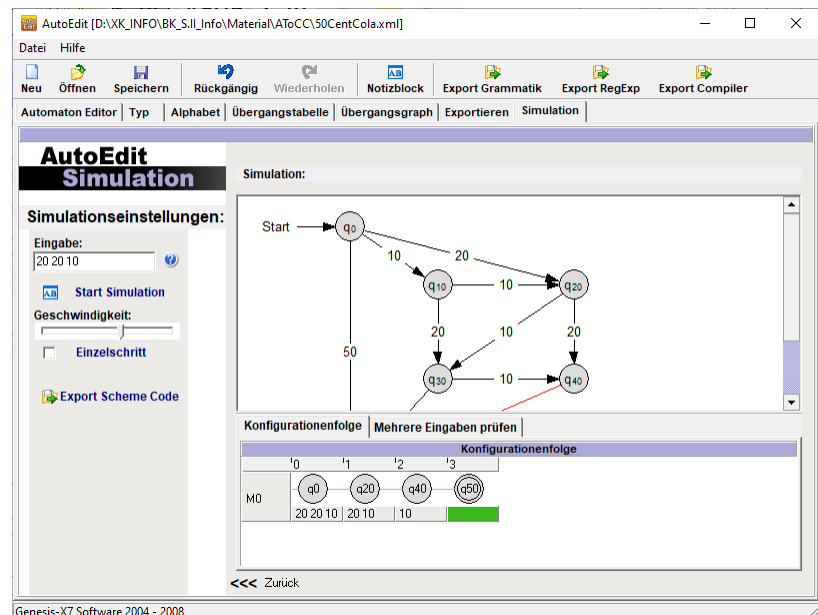 AutoEdit [D:\XK_INFO\BK_S.II_Info\Material\AToCC\50CentCola.xml]
Datei Hilfe
Neu Öffnen Speichern Rückgängig Wiederholen Notizblock Export Grammatik Export RegExp Export Compiler
Automaton Editor Typ Alphabet Übergangstabelle Übergangsgraph Exportieren Simulation
AutoEdit
Simulation
Simulation:
Simulationseinstellungen:
Eingabe:
20 20 10
Start Simulation
Geschwindigkeit:
Einzelschritt
Export Scheme Code
Start q0
10 20
q10 10 q20
20 10 20
50
q30 10 q40
Konfigurationenfolge Mehrere Eingaben prüfen
Konfigurationenfolge
'0 '1 '2 '3
M0 q0 q20 q40 q50
20 20 10 20 10 10
<<< Zurück
Genesis-X7 Software 2004 - 2008